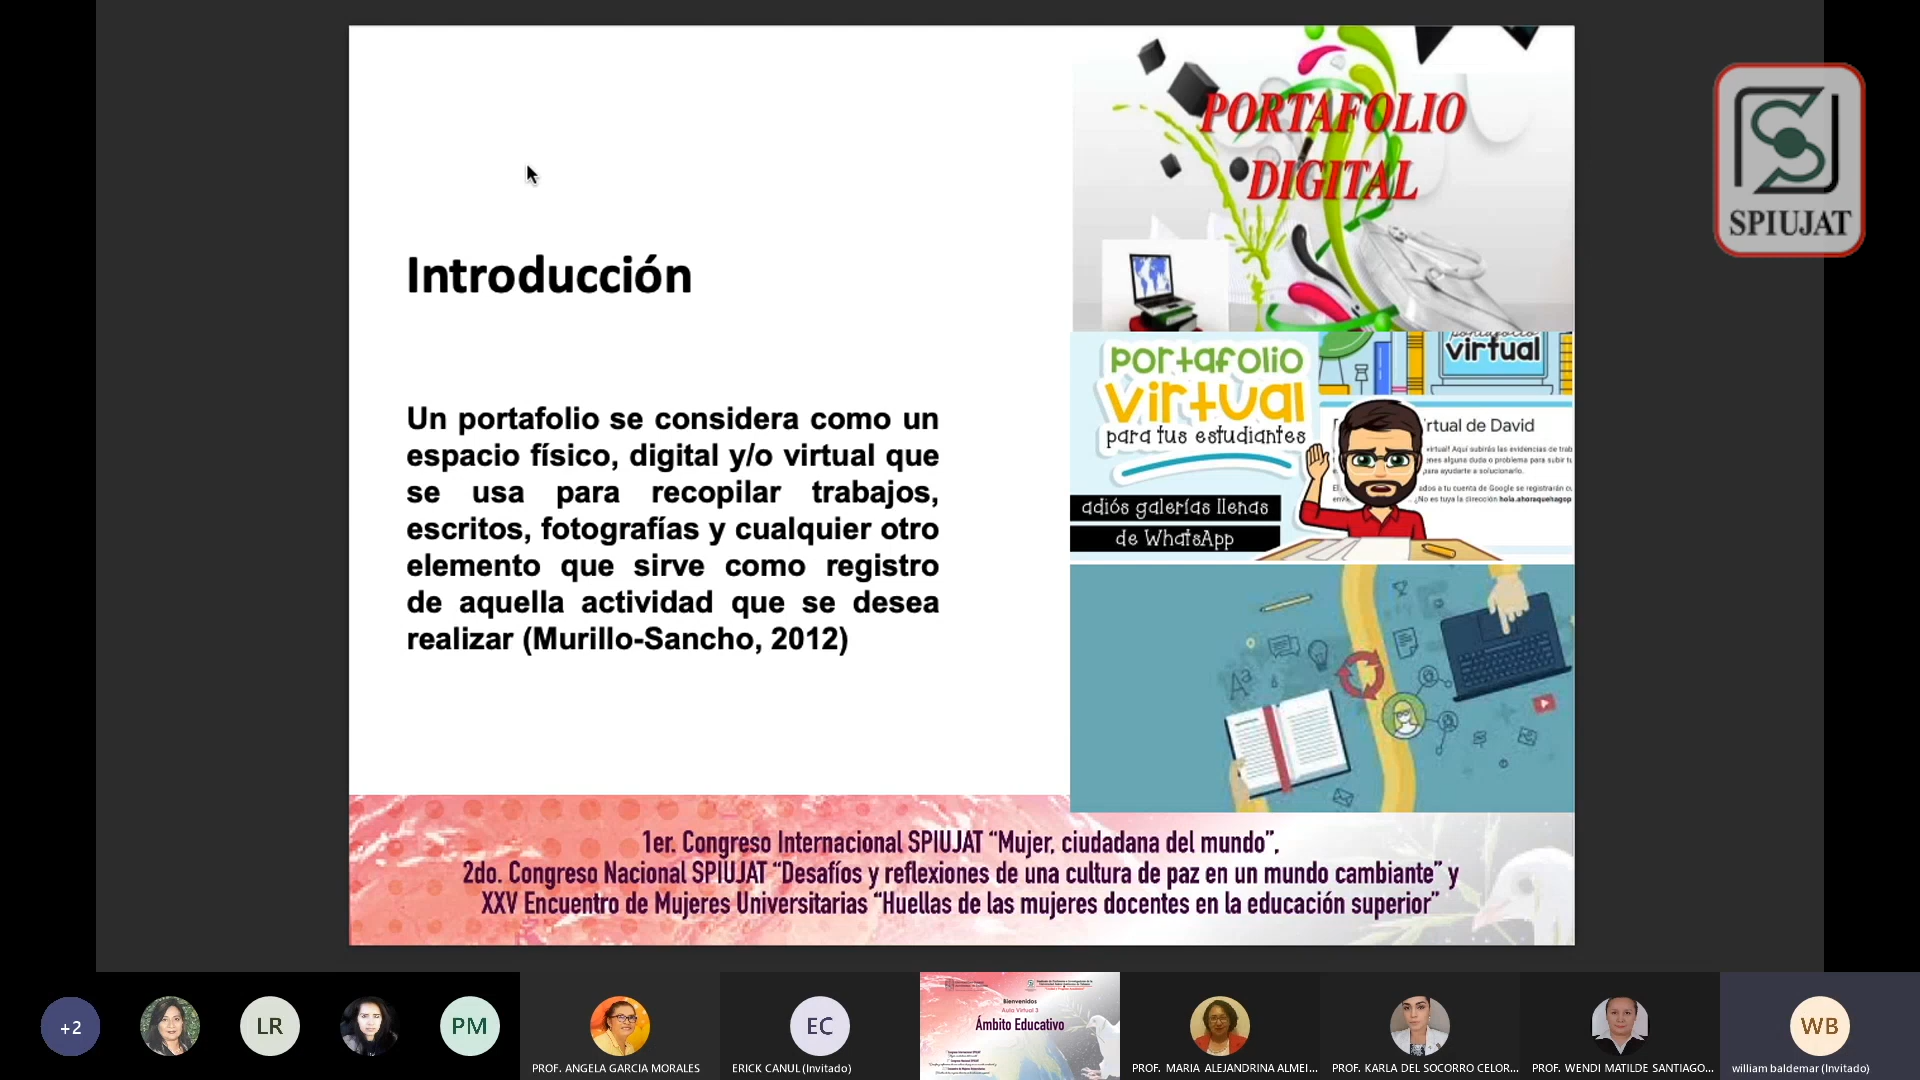 PORTAFOLIO
DIGITAL
SPIUJAT
Introducción
Un portafolio se considera como un
espacio físico, digital y/o virtual que
se usa para recopilar trabajos,
escritos, fotografías y cualquier otro
elemento que sirve como registro
de aquella actividad que se desea
realizar (Murillo-Sancho, 2012)
portafolio
virtual
para tus estudiantes
adiós galerías llenas
de WhatsApp
virtual
rtual de David
Aa
1er. Congreso Internacional SPIUJAT “Mujer, ciudadana del mundo”,
2do. Congreso Nacional SPIUJAT “Desafíos y reflexiones de una cultura de paz en un mundo cambiante” y
XXV Encuentro de Mujeres Universitarias “Huellas de las mujeres docentes en la educación superior”
+2
LR
PM
PROF. ANGELA GARCIA MORALES
EC
ERICK CANUL (Invitado)
Bienvenidos
Aula Virtual 3
Ámbito Educativo
PROF. MARIA ALEJANDRINA ALMEI...
PROF. KARLA DEL SOCORRO CELOR...
PROF. WENDI MATILDE SANTIAGO...
WB
william baldemar (Invitado)